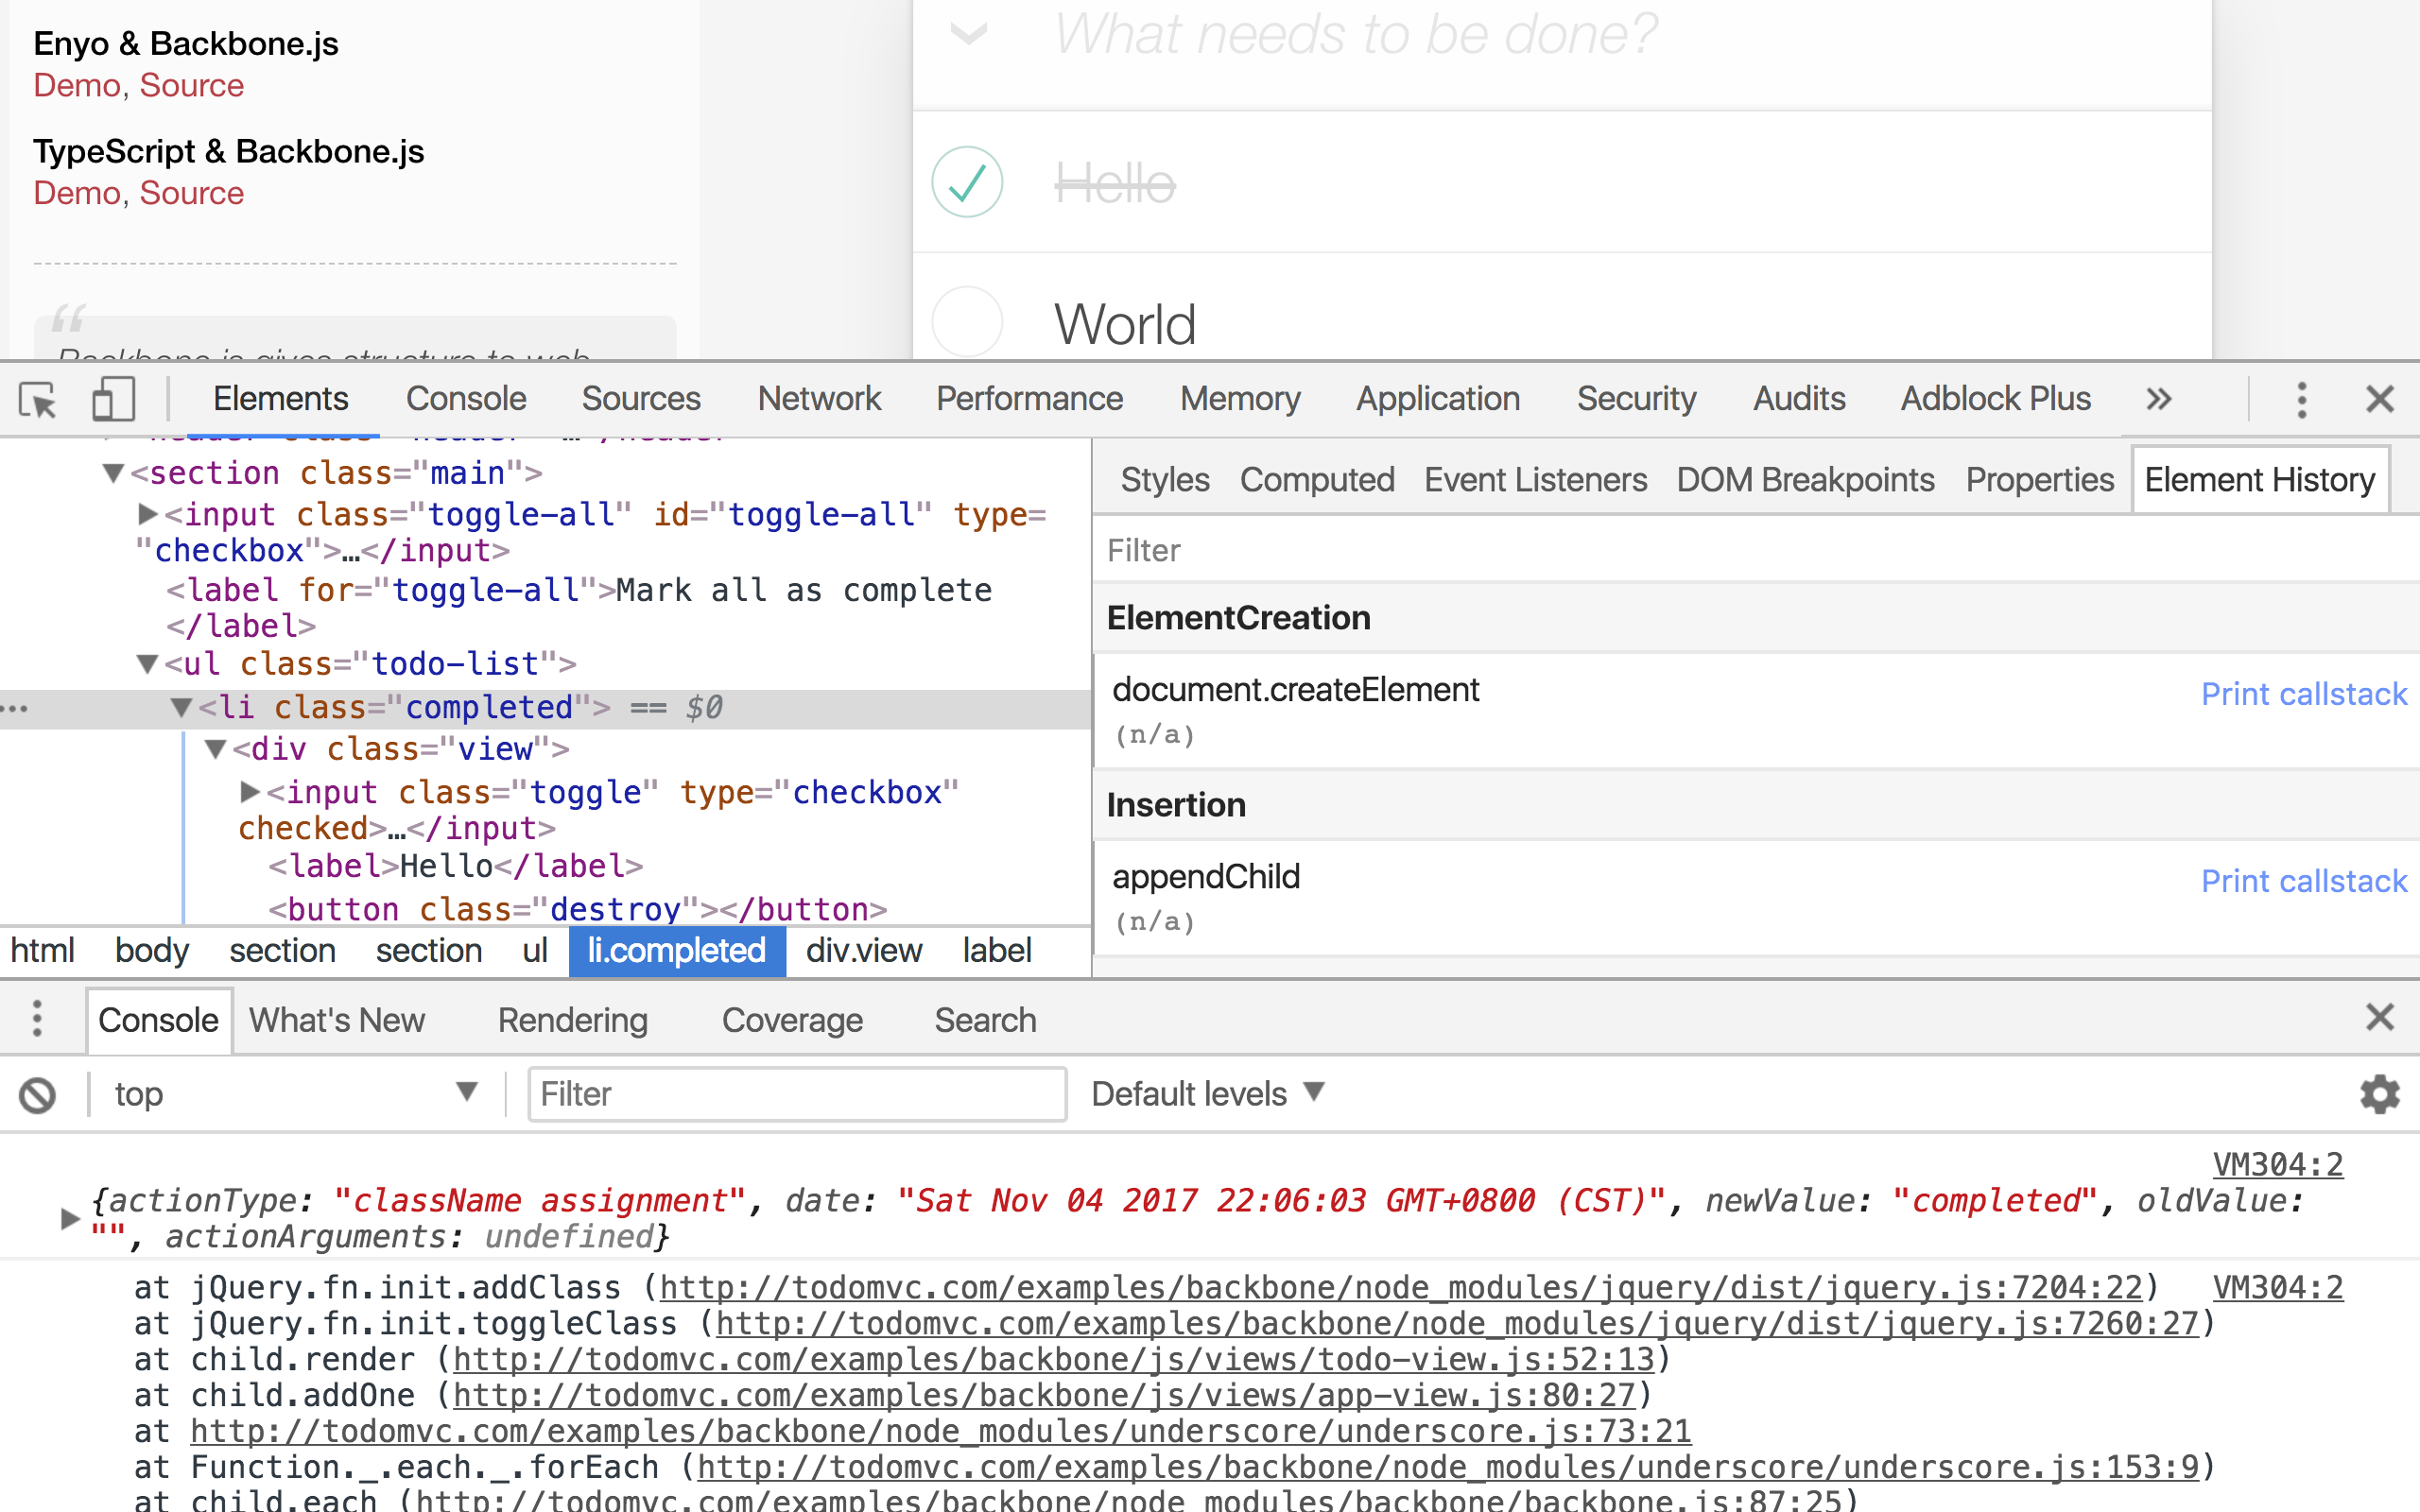 Enyo & Backbone.js
Demo, Source
TypeScript & Backbone.js
Demo, Source
“
Backbone.js gives structure to web
What needs to be done?
Hello
World
Elements Console Sources Network Performance Memory Application Security Audits Adblock Plus »
▼<section class="main">
▶<input class="toggle-all" id="toggle-all" type=
"checkbox">…</input>
<label for="toggle-all">Mark all as complete
</label>
▼<ul class="todo-list">
▼<li class="completed"> == $0
▼<div class="view">
▶<input class="toggle" type="checkbox"
checked>…</input>
<label>Hello</label>
<button class="destroy"></button>
html body section section ul li.completed div.view label
Styles Computed Event Listeners DOM Breakpoints Properties Element History
Filter
ElementCreation
document.createElement Print callstack
(n/a)
Insertion
appendChild Print callstack
(n/a)
Console What's New Rendering Coverage Search
top ▼ Filter Default levels ▼
VM304:2
▶{actionType: "className assignment", date: "Sat Nov 04 2017 22:06:03 GMT+0800 (CST)", newValue: "completed", oldValue:
"", actionArguments: undefined}
at jQuery.fn.init.addClass (http://todomvc.com/examples/backbone/node_modules/jquery/dist/jquery.js:7204:22) VM304:2
at jQuery.fn.init.toggleClass (http://todomvc.com/examples/backbone/node_modules/jquery/dist/jquery.js:7260:27)
at child.render (http://todomvc.com/examples/backbone/js/views/todo-view.js:52:13)
at child.addOne (http://todomvc.com/examples/backbone/js/views/app-view.js:80:27)
at http://todomvc.com/examples/backbone/node_modules/underscore/underscore.js:73:21
at Function._.each._.forEach (http://todomvc.com/examples/backbone/node_modules/underscore/underscore.js:153:9)
at child.each (http://todomvc.com/examples/backbone/node_modules/backbone/backbone.js:87:25)